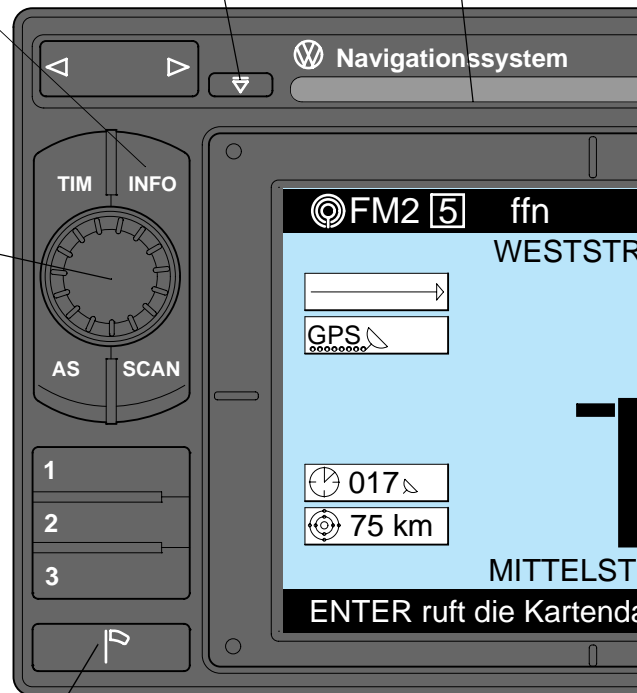 Navigationssystem
TIM INFO
FM2 5 ffn
WESTSTR
GPS
AS SCAN
1
017
2
75 km
3
MITTELST
ENTER ruft die Kartenda